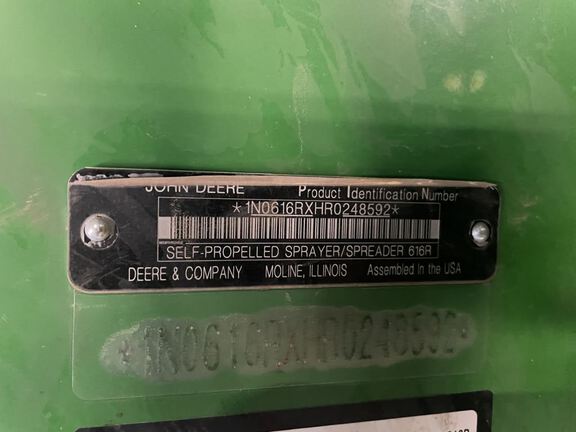 JOHN DEERE Product Identification Number
*1N0616RXHR0248592*
SELF-PROPELLED SPRAYER/SPREADER 616R
DEERE & COMPANY MOLINE, ILLINOIS Assembled in the USA
*1N0616RXHR0248592*